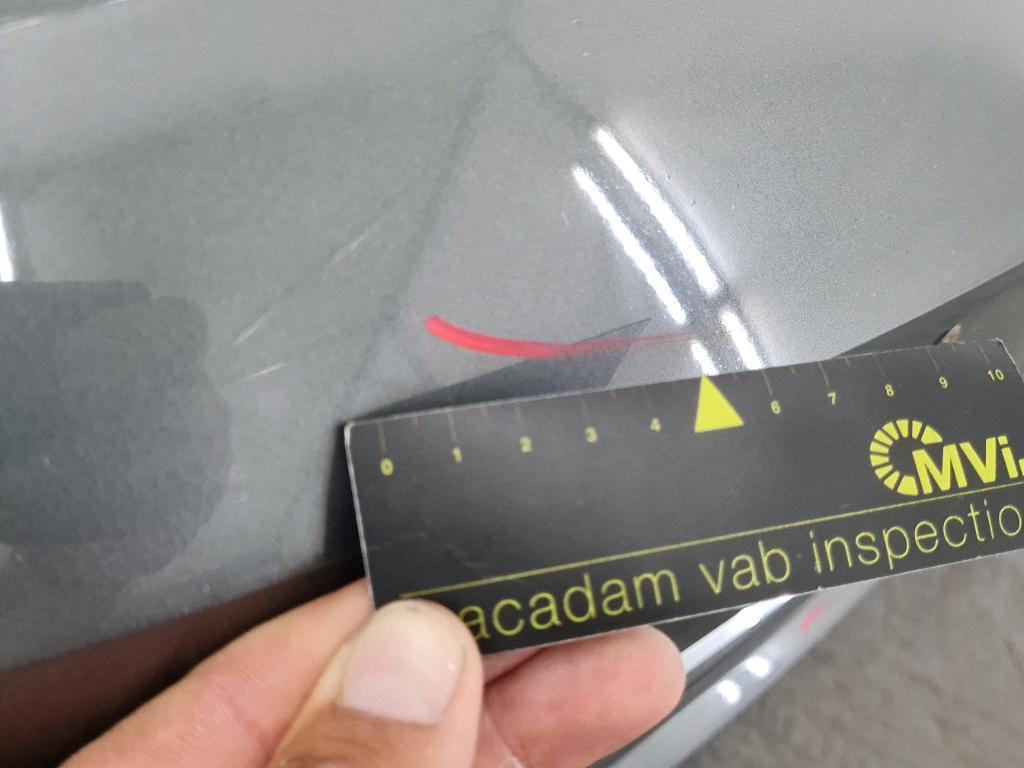 0 1 2 3 4 6 7 8 9 10
MVi.
acadam vab inspectio